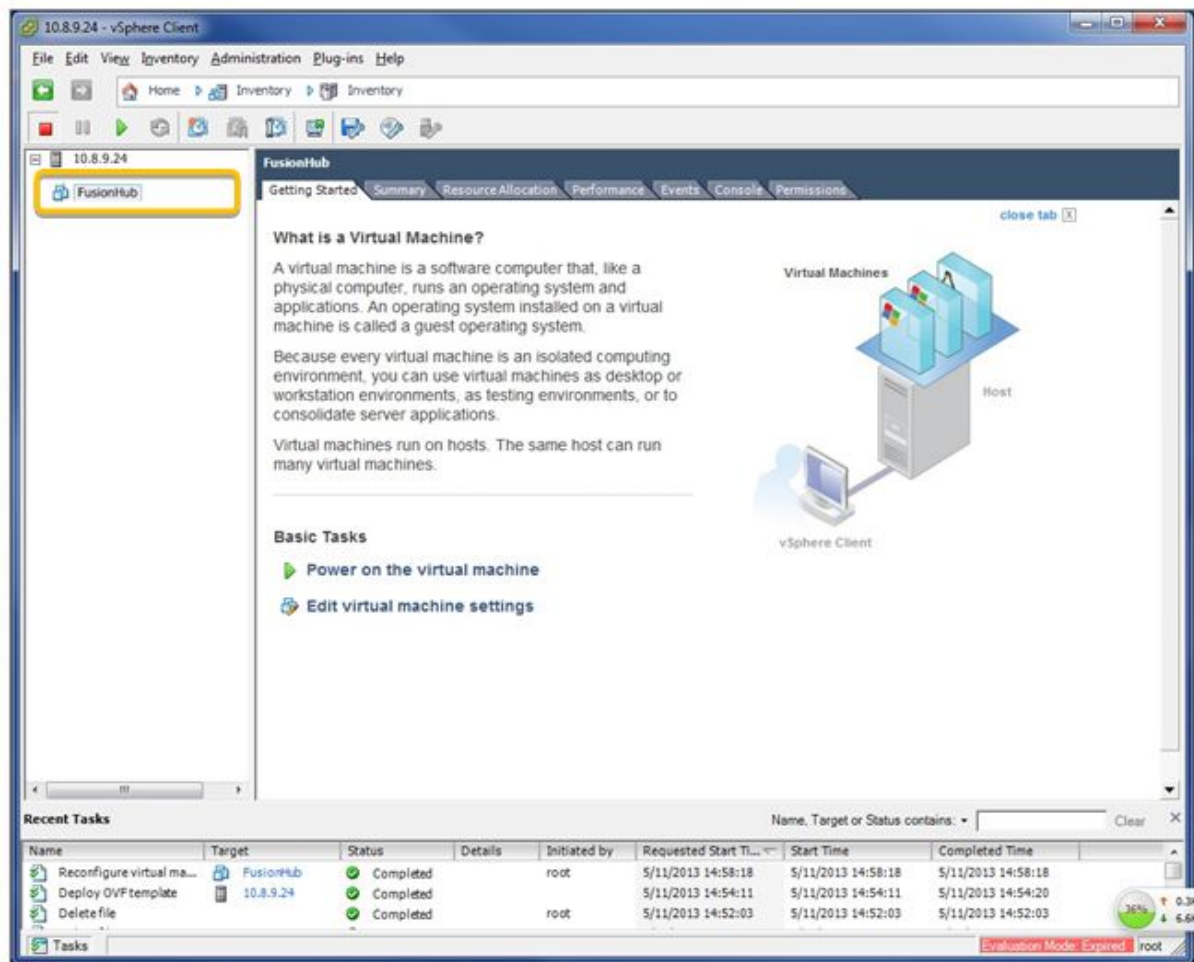 10.8.9.24 - vSphere Client
File Edit View Inventory Administration Plug-ins Help
Home Inventory Inventory
10.8.9.24
FusionHub
FusionHub
Getting Started Summary Resource Allocation Performance Events Console Permissions
close tab
What is a Virtual Machine?
A virtual machine is a software computer that, like a
physical computer, runs an operating system and
applications. An operating system installed on a virtual
machine is called a guest operating system.
Because every virtual machine is an isolated computing
environment, you can use virtual machines as desktop or
workstation environments, as testing environments, or to
consolidate server applications.
Virtual machines run on hosts. The same host can run
many virtual machines.
Virtual Machines
Host
vSphere Client
Basic Tasks
Power on the virtual machine
Edit virtual machine settings
Recent Tasks
Name, Target or Status contains: Clear
Name Target Status Details Initiated by Requested Start Ti... Start Time Completed Time
Reconfigure virtual ma... FusionHub Completed root 5/11/2013 14:58:18 5/11/2013 14:58:18 5/11/2013 14:58:18
Deploy OVF template 10.8.9.24 Completed 5/11/2013 14:54:11 5/11/2013 14:54:11 5/11/2013 14:54:20
Delete file Completed root 5/11/2013 14:52:03 5/11/2013 14:52:03 5/11/2013 14:52:03
36%
Tasks Evaluation Mode: Expired root